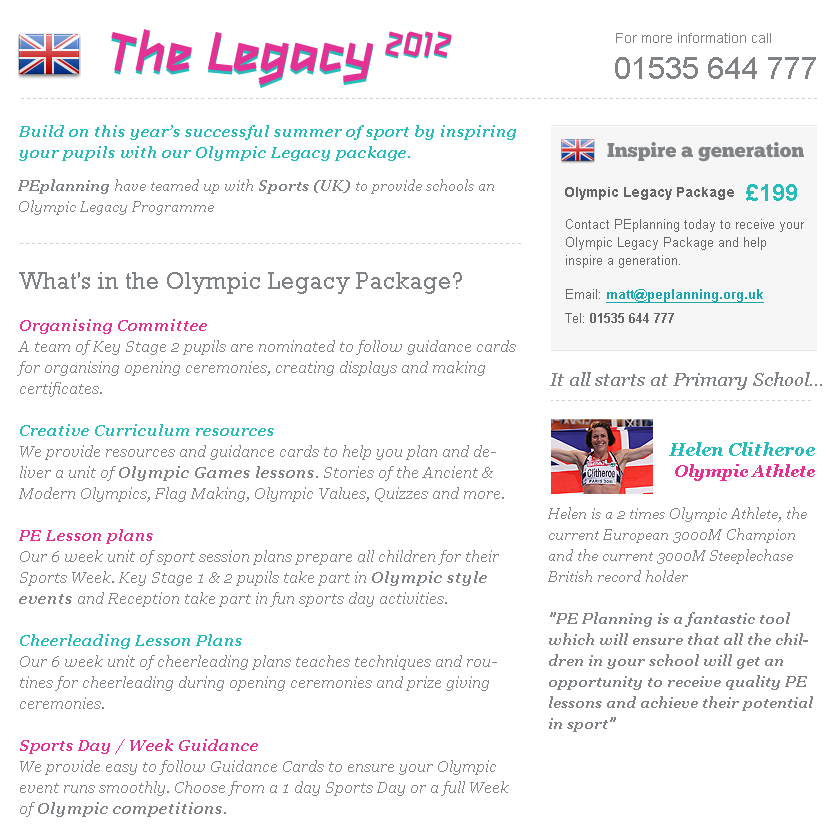 The Legacy 2012
For more information call
01535 644 777
Build on this year's successful summer of sport by inspiring
your pupils with our Olympic Legacy package.
PEplanning have teamed up with Sports (UK) to provide schools an
Olympic Legacy Programme
What's in the Olympic Legacy Package?
Organising Committee
A team of Key Stage 2 pupils are nominated to follow guidance cards
for organising opening ceremonies, creating displays and making
certificates.
Creative Curriculum resources
We provide resources and guidance cards to help you plan and de-
liver a unit of Olympic Games lessons. Stories of the Ancient &
Modern Olympics, Flag Making, Olympic Values, Quizzes and more.
PE Lesson plans
Our 6 week unit of sport session plans prepare all children for their
Sports Week. Key Stage 1 & 2 pupils take part in Olympic style
events and Reception take part in fun sports day activities.
Cheerleading Lesson Plans
Our 6 week unit of cheerleading plans teaches techniques and rou-
tines for cheerleading during opening ceremonies and prize giving
ceremonies.
Sports Day / Week Guidance
We provide easy to follow Guidance Cards to ensure your Olympic
event runs smoothly. Choose from a 1 day Sports Day or a full Week
of Olympic competitions.
Inspire a generation
Olympic Legacy Package £199
Contact PEplanning today to receive your
Olympic Legacy Package and help
inspire a generation.
Email: matt@peplanning.org.uk
Tel: 01535 644 777
It all starts at Primary School...
Clitheroe
PARIS 2011
Helen Clitheroe
Olympic Athlete
Helen is a 2 times Olympic Athlete, the
current European 3000M Champion
and the current 3000M Steeplechase
British record holder
"PE Planning is a fantastic tool
which will ensure that all the chil-
dren in your school will get an
opportunity to receive quality PE
lessons and achieve their potential
in sport"